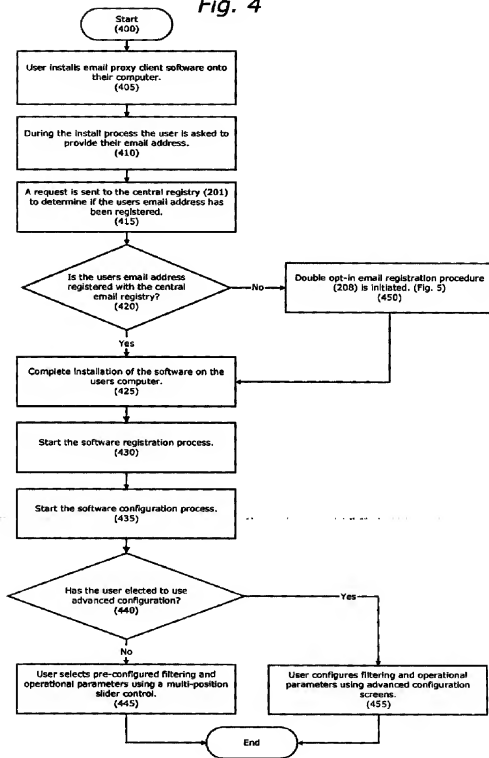 Fig. 4
Start
(400)
User installs email proxy client software onto
their computer.
(405)
During the install process the user is asked to
provide their email address.
(410)
A request is sent to the central registry (201)
to determine if the users email address has
been registered.
(415)
Is the users email address
registered with the central
email registry?
(420)
No
Double opt-in email registration procedure
(208) is initiated. (Fig. 5)
(450)
Yes
Complete installation of the software on the
users computer.
(425)
Start the software registration process.
(430)
Start the software configuration process.
(435)
Has the user elected to use
advanced configuration?
(440)
Yes
No
User selects pre-configured filtering and
operational parameters using a multi-position
slider control.
(445)
User configures filtering and operational
parameters using advanced configuration
screens.
(455)
End